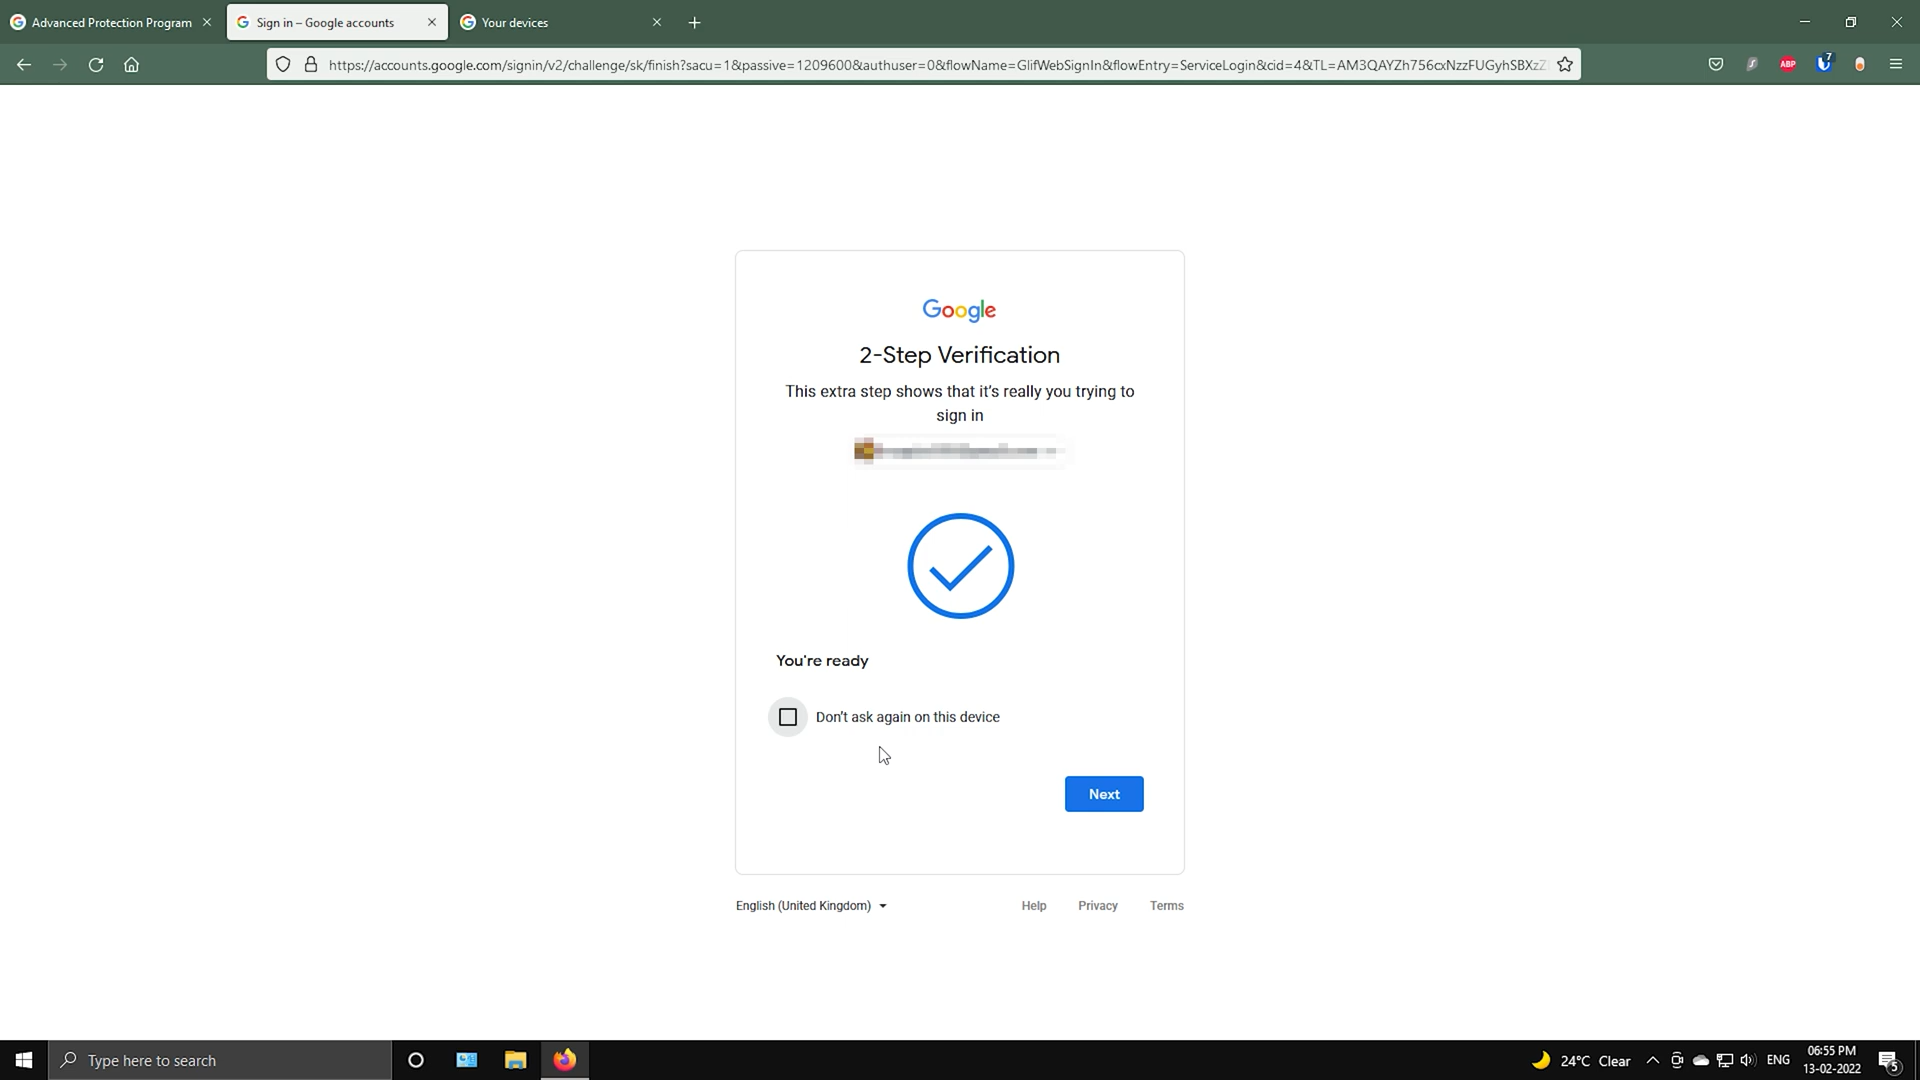 Advanced Protection Program
Sign in – Google accounts
Your devices
https://accounts.google.com/signin/v2/challenge/sk/finish?sacu=1&passive=1209600&authuser=0&flowName=GlifWebSignIn&flowEntry=ServiceLogin&cid=4&TL=AM3QAYZh756cxNzzFUGyhSBXzZ
ABP
7
Google
2-Step Verification
This extra step shows that it's really you trying to
sign in
You're ready
Don't ask again on this device
Next
English (United Kingdom)
Help
Privacy
Terms
Type here to search
24°C Clear
ENG
06:55 PM
13-02-2022
5